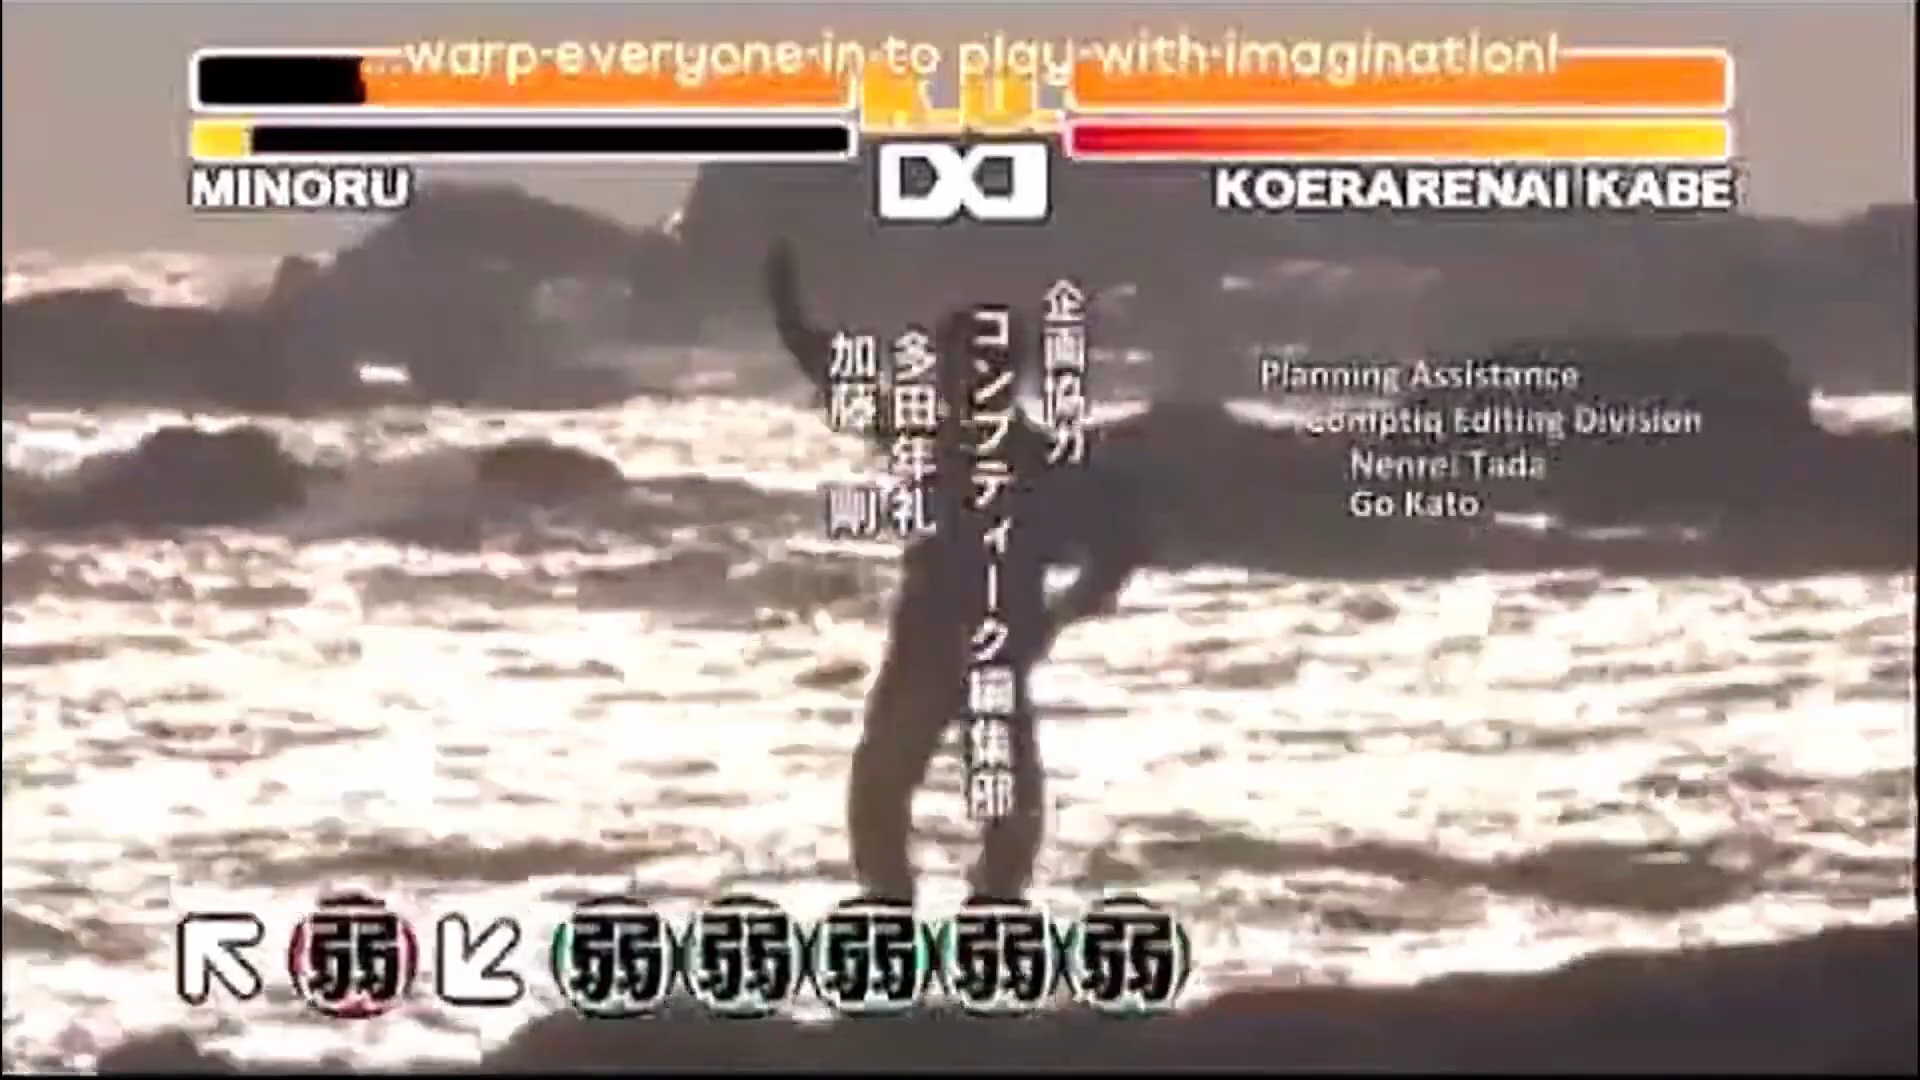 ...warp everyone in to play with imagination!
KO
MINORU
KOERARENAI KABE
企画協力
コンプティーク編集部
多田年礼
加藤 剛
Planning Assistance
Comptiq Editing Division
Nenrei Tada
Go Kato
弱 弱 弱 弱 弱 弱